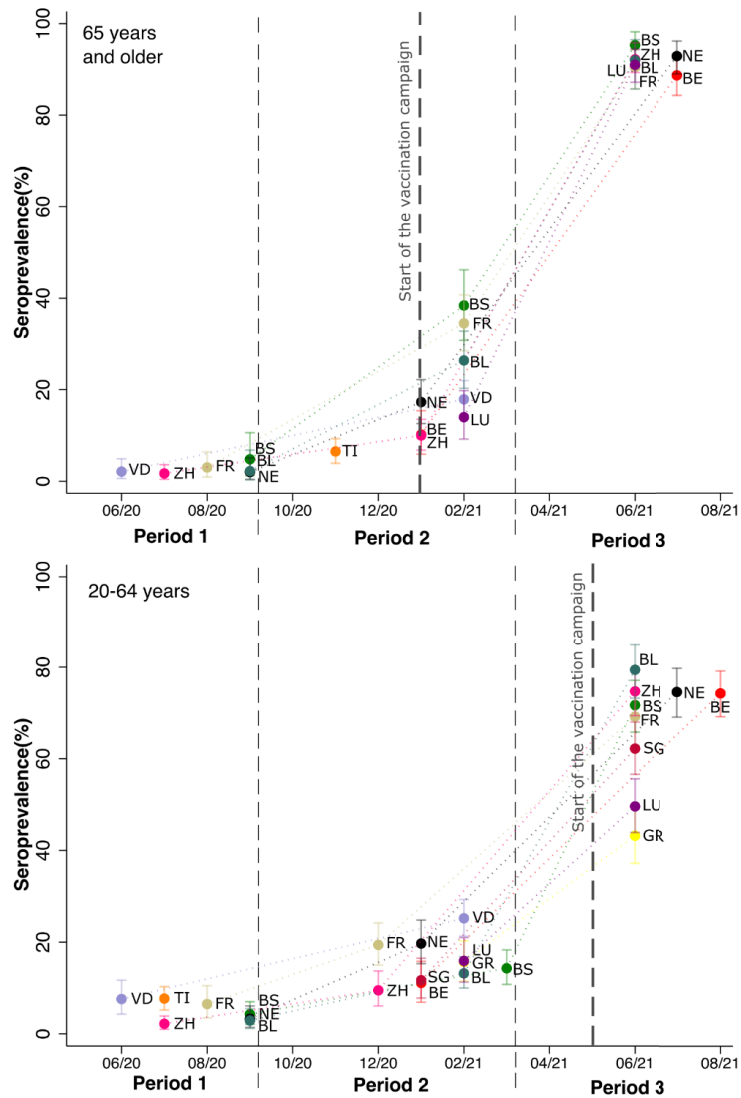 65 years
and older
Seroprevalence(%)
100
80
60
40
20
0
Start of the vaccination campaign
BS
ZH
LU
BL
FR
NE
BE
BS
FR
BL
NE
VD
LU
BE
ZH
TI
BS
BL
NE
FR
VD
ZH
06/20
08/20
10/20
12/20
02/21
04/21
06/21
08/21
Period 1
Period 2
Period 3
20-64 years
Seroprevalence(%)
100
80
60
40
20
0
Start of the vaccination campaign
BL
ZH
BS
FR
NE
BE
SG
LU
GR
VD
FR
NE
LU
GR
BL
BS
SG
BE
ZH
VD
TI
FR
BS
NE
BL
ZH
06/20
08/20
10/20
12/20
02/21
04/21
06/21
08/21
Period 1
Period 2
Period 3